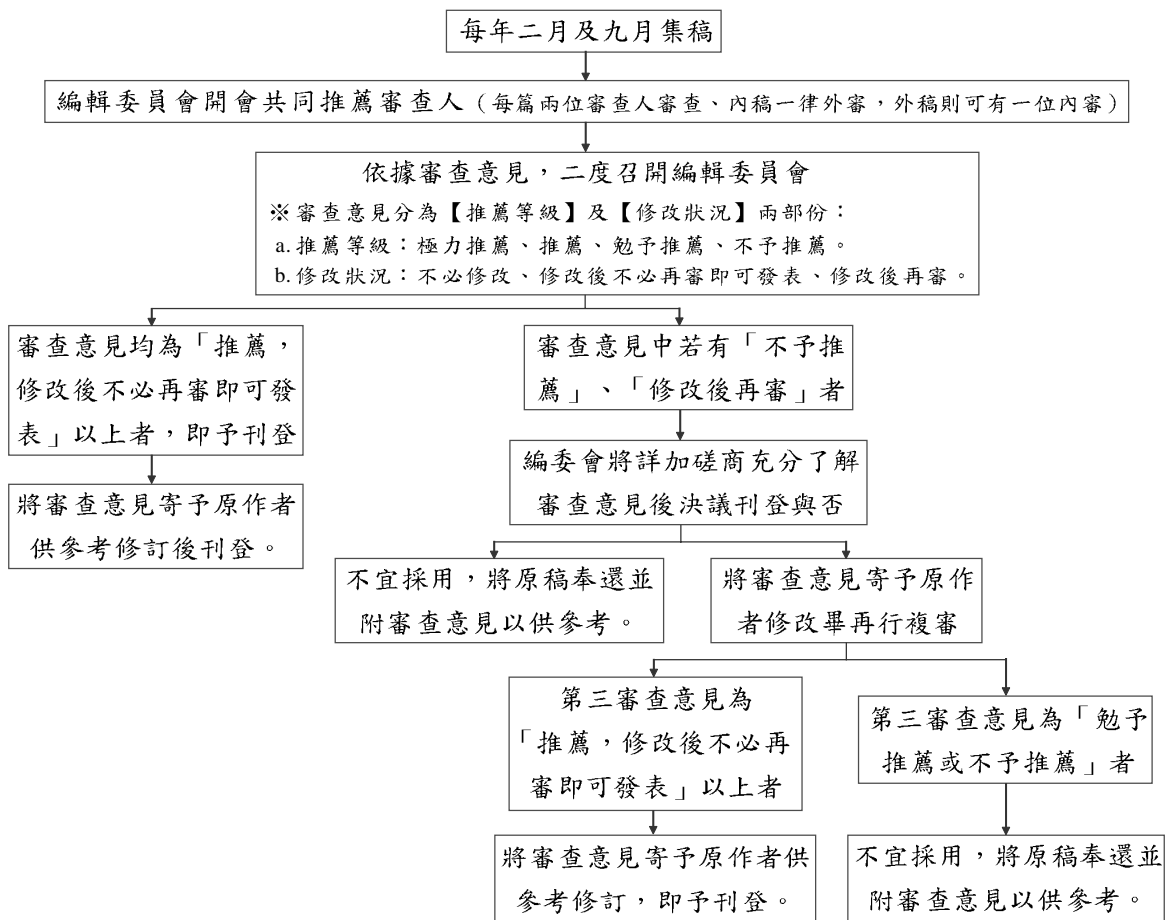 每年二月及九月集稿
編輯委員會開會共同推薦審查人（每篇兩位審查人審查、內稿一律外審，外稿則可有一位內審）
依據審查意見，二度召開編輯委員會
※審查意見分為【推薦等級】及【修改狀況】兩部份：
a.推薦等級：極力推薦、推薦、勉予推薦、不予推薦。
b.修改狀況：不必修改、修改後不必再審即可發表、修改後再審。
審查意見均為「推薦，
修改後不必再審即可發
表」以上者，即予刊登
將審查意見寄予原作者
供參考修訂後刊登。
審查意見中若有「不予推
薦」、「修改後再審」者
編委會將詳加磋商充分了解
審查意見後決議刊登與否
不宜採用，將原稿奉還並
附審查意見以供參考。
將審查意見寄予原作
者修改畢再行複審
第三審查意見為
「推薦，修改後不必再
審即可發表」以上者
將審查意見寄予原作者供
參考修訂，即予刊登。
第三審查意見為「勉予
推薦或不予推薦」者
不宜採用，將原稿奉還並
附審查意見以供參考。